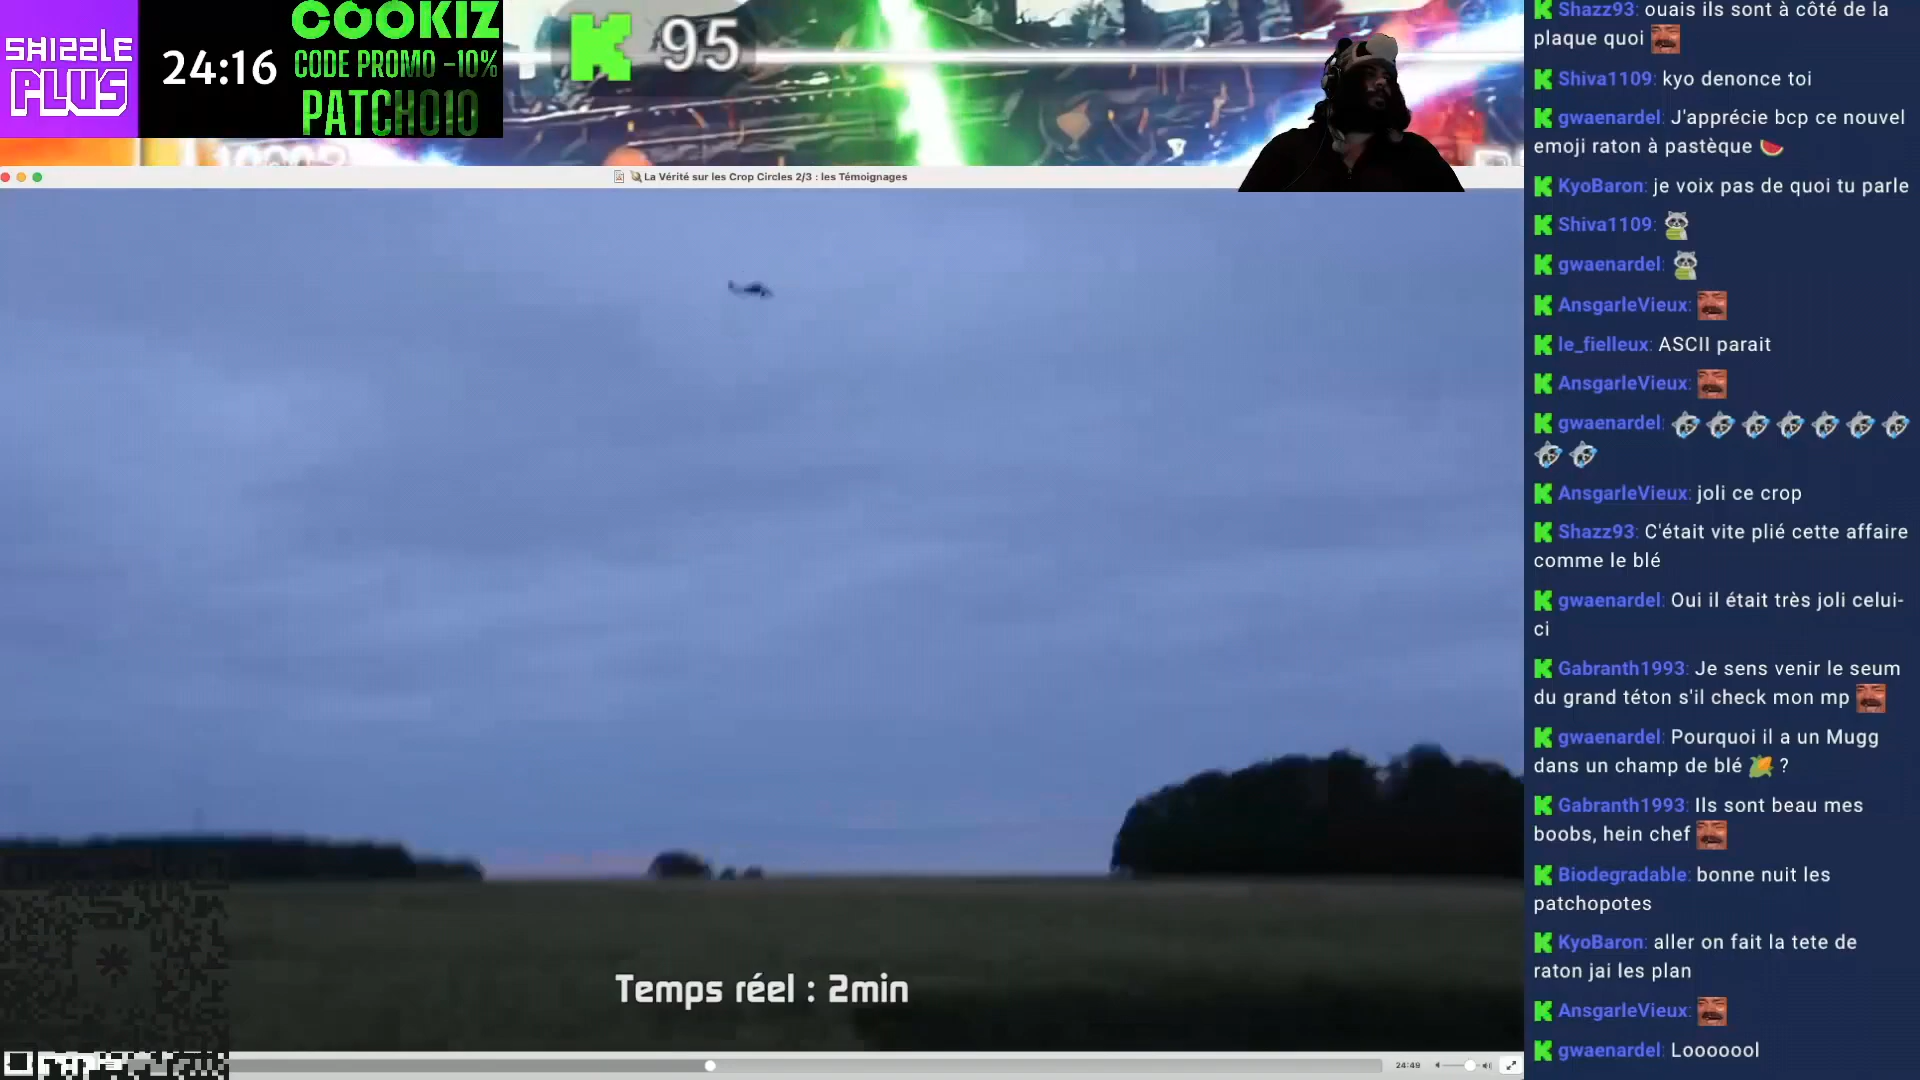 SHIZZLE
PLUS
24:16
COOKIZ
CODE PROMO -10%
PATCHO10
95
La Vérité sur les Crop Circles 2/3 : les Témoignages
Temps réel : 2min
24:49
Shazz93: ouais ils sont à côté de la
plaque quoi
Shiva1109: kyo denonce toi
gwaenardel: J'apprécie bcp ce nouvel
emoji raton à pastèque 🍉
KyoBaron: je voix pas de quoi tu parle
Shiva1109:
gwaenardel:
AnsgarleVieux:
le_fielleux: ASCII parait
AnsgarleVieux:
gwaenardel:
AnsgarleVieux: joli ce crop
Shazz93: C'était vite plié cette affaire
comme le blé
gwaenardel: Oui il était très joli celui-
ci
Gabranth1993: Je sens venir le seum
du grand téton s'il check mon mp
gwaenardel: Pourquoi il a un Mugg
dans un champ de blé 🌽 ?
Gabranth1993: Ils sont beau mes
boobs, hein chef
Biodegradable: bonne nuit les
patchopotes
KyoBaron: aller on fait la tete de
raton jai les plan
AnsgarleVieux:
gwaenardel: Looooool